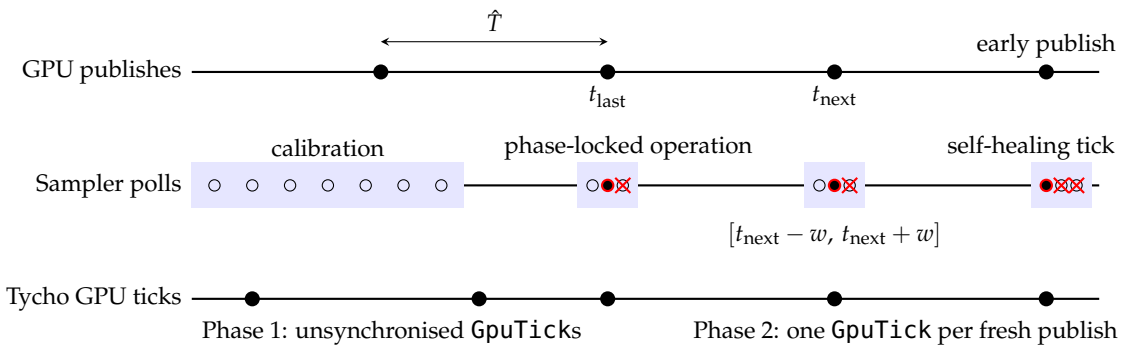 T̂
early publish
GPU publishes
t_last
t_next
calibration
phase-locked operation
self-healing tick
Sampler polls
[t_next − w, t_next + w]
Tycho GPU ticks
Phase 1: unsynchronised GpuTicks
Phase 2: one GpuTick per fresh publish